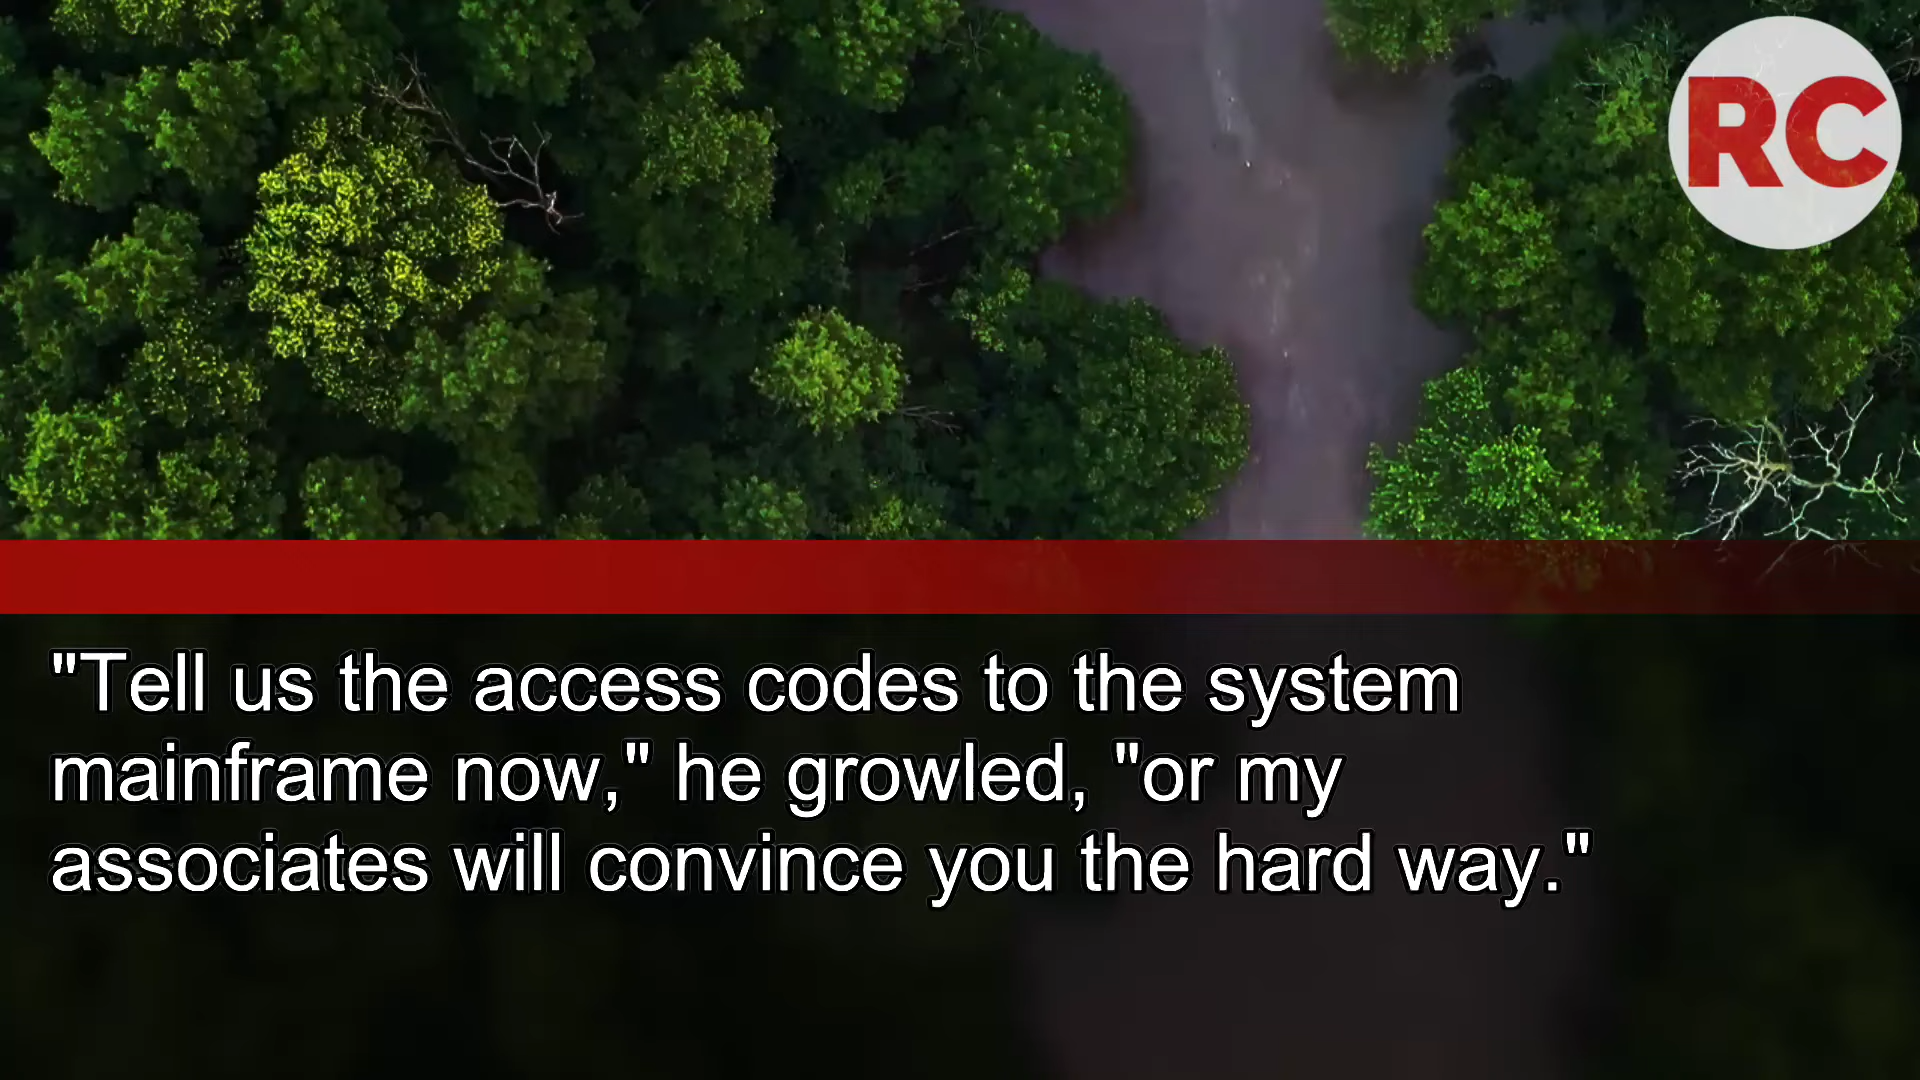 RC
"Tell us the access codes to the system
mainframe now," he growled, "or my
associates will convince you the hard way."